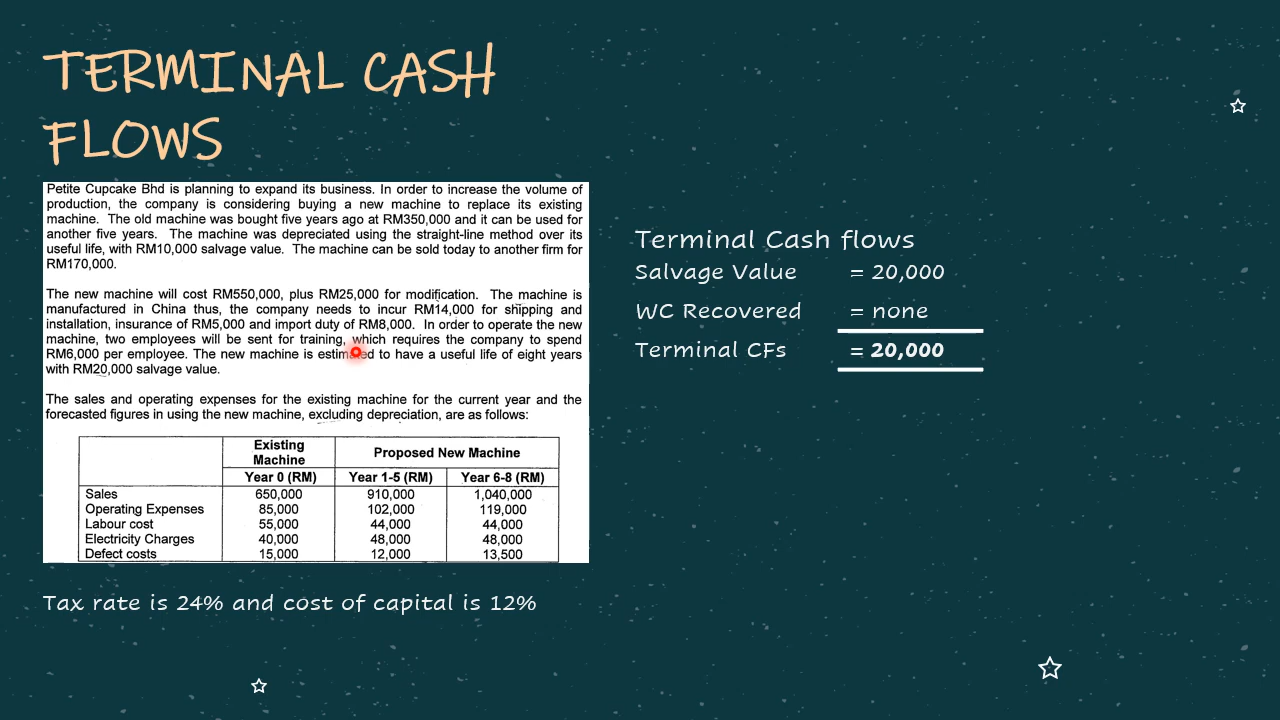 TERMINAL CASH
FLOWS
Petite Cupcake Bhd is planning to expand its business. In order to increase the volume of
production, the company is considering buying a new machine to replace its existing
machine. The old machine was bought five years ago at RM350,000 and it can be used for
another five years. The machine was depreciated using the straight-line method over its
useful life, with RM10,000 salvage value. The machine can be sold today to another firm for
RM170,000.
The new machine will cost RM550,000, plus RM25,000 for modification. The machine is
manufactured in China thus, the company needs to incur RM14,000 for shipping and
installation, insurance of RM5,000 and import duty of RM8,000. In order to operate the new
machine, two employees will be sent for training, which requires the company to spend
RM6,000 per employee. The new machine is estimated to have a useful life of eight years
with RM20,000 salvage value.
The sales and operating expenses for the existing machine for the current year and the
forecasted figures in using the new machine, excluding depreciation, are as follows:
Existing Machine Proposed New Machine
Year 0 (RM) Year 1-5 (RM) Year 6-8 (RM)
Sales 650,000 910,000 1,040,000
Operating Expenses 85,000 102,000 119,000
Labour cost 55,000 44,000 44,000
Electricity Charges 40,000 48,000 48,000
Defect costs 15,000 12,000 13,500
Tax rate is 24% and cost of capital is 12%
Terminal Cash flows
Salvage Value = 20,000
WC Recovered = none
Terminal CFs = 20,000